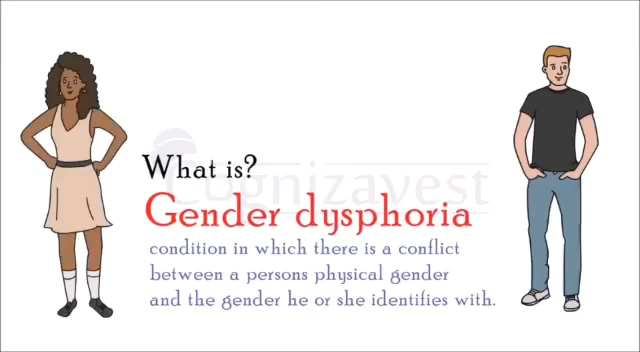 What is?
Cognizavest
Gender dysphoria
condition in which there is a conflict
between a persons physical gender
and the gender he or she identifies with.